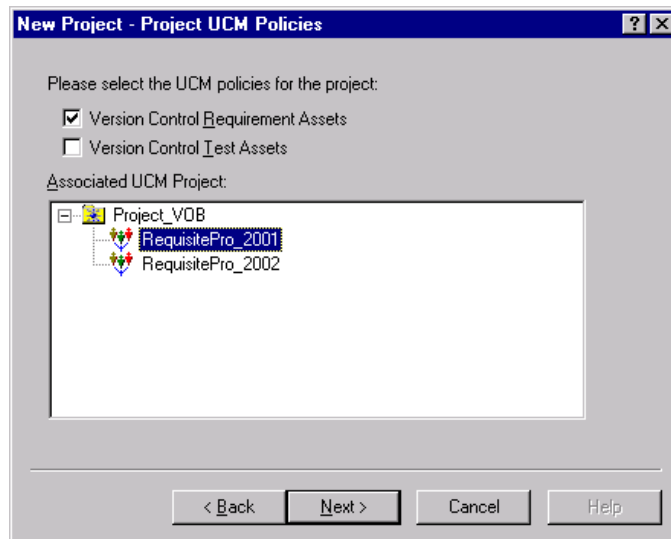 New Project - Project UCM Policies
Please select the UCM policies for the project:
Version Control Requirement Assets
Version Control Test Assets
Associated UCM Project:
Project_VOB
RequisitePro_2001
RequisitePro_2002
< Back Next > Cancel Help